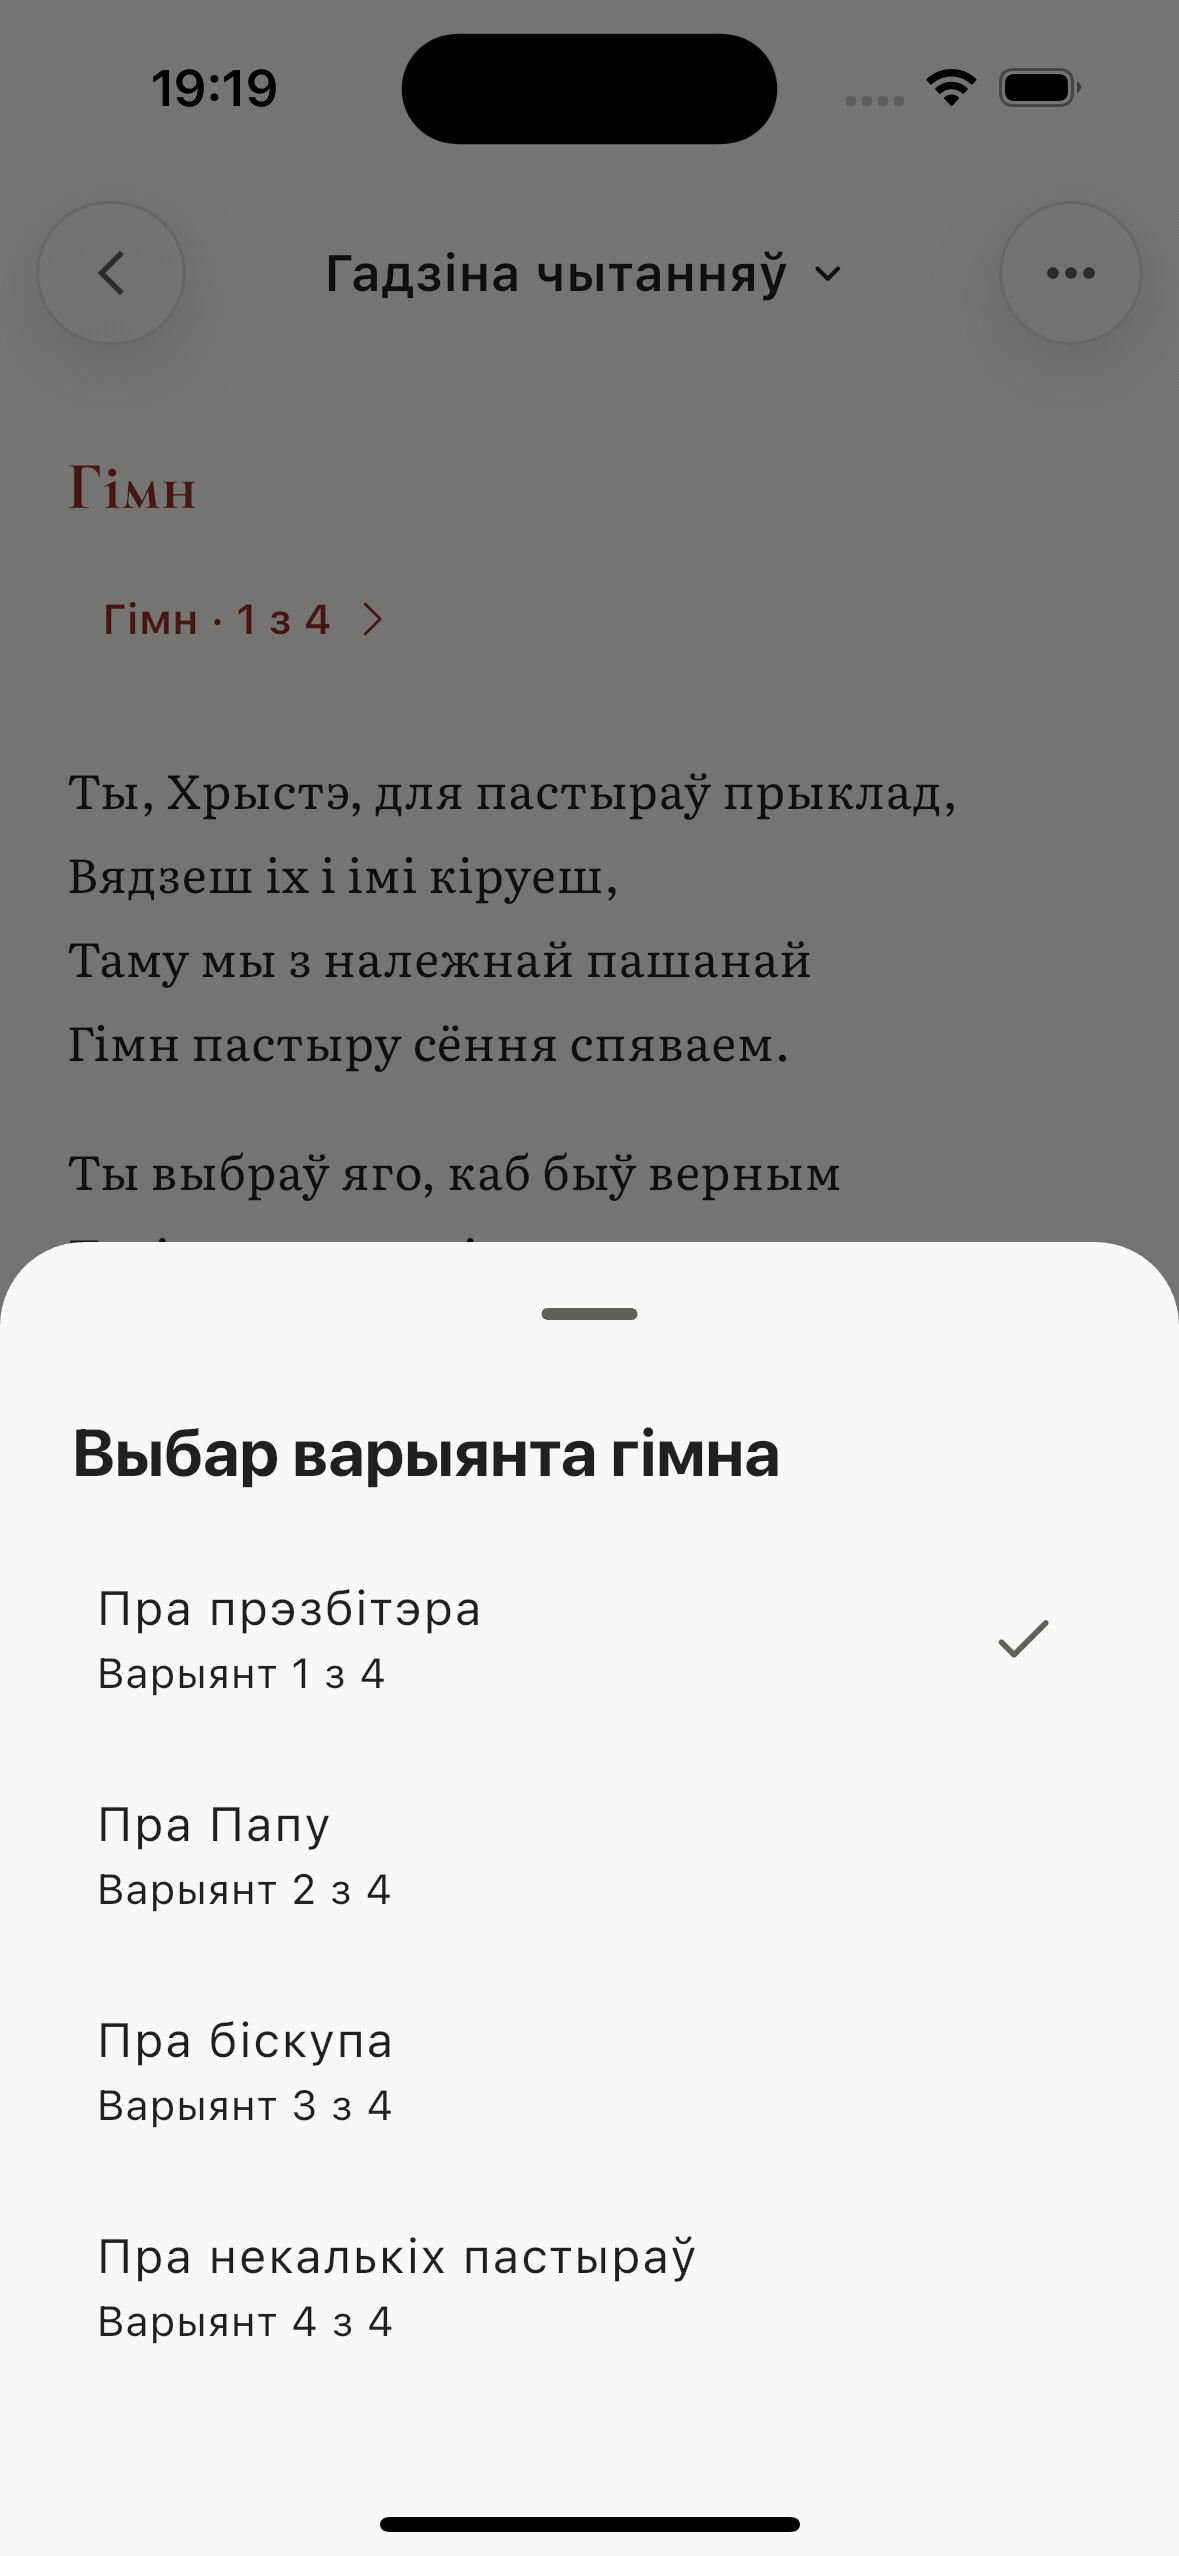 19:19
Гадзіна чытанняў
Гімн
Гімн · 1 з 4
Ты, Хрыстэ, для пастыраў прыклад,
Вядзеш іх і імі кіруеш,
Таму мы з належнай пашанай
Гімн пастыру сёння спяваем.
Ты выбраў яго, каб быў верным
Выбар варыянта гімна
Пра прэзбітэра
Варыянт 1 з 4
Пра Папу
Варыянт 2 з 4
Пра біскупа
Варыянт 3 з 4
Пра некалькіх пастыраў
Варыянт 4 з 4